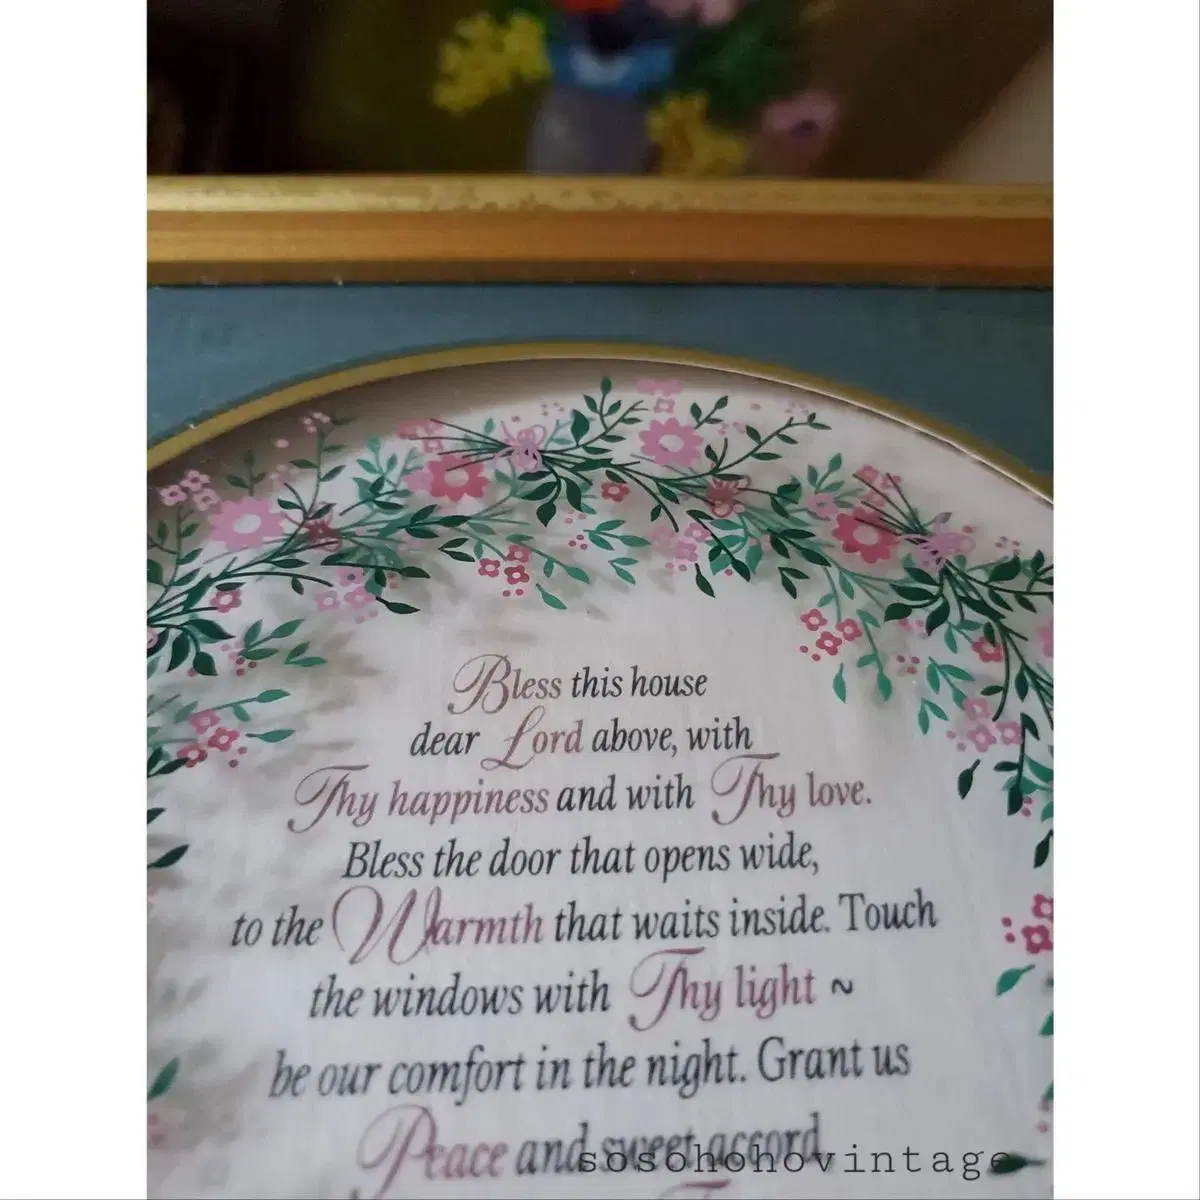 Bless this house
dear Lord above, with
Thy happiness and with Thy love.
Bless the door that opens wide,
to the Warmth that waits inside. Touch
the windows with Thy light ~
be our comfort in the night. Grant us
Peace and sweet accord.
sosohohovintage